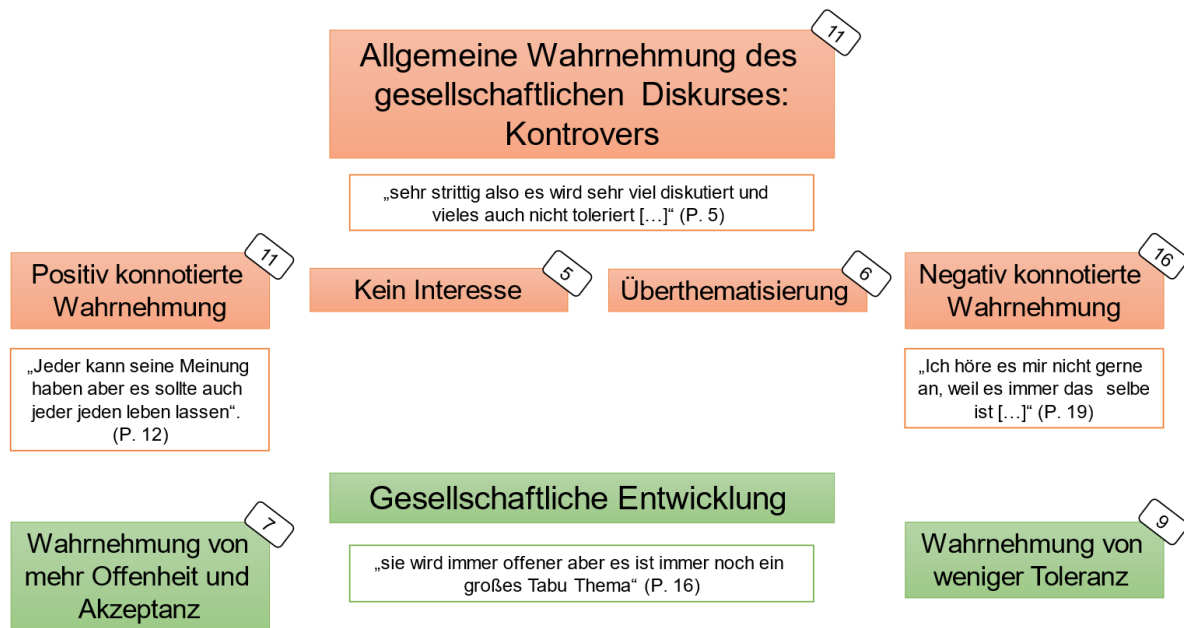 11
Allgemeine Wahrnehmung des
gesellschaftlichen Diskurses:
Kontrovers
„sehr strittig also es wird sehr viel diskutiert und
vieles auch nicht toleriert […]“ (P. 5)
11
Positiv konnotierte
Wahrnehmung
„Jeder kann seine Meinung
haben aber es sollte auch
jeder jeden leben lassen“.
(P. 12)
5
Kein Interesse
6
Überthematisierung
16
Negativ konnotierte
Wahrnehmung
„Ich höre es mir nicht gerne
an, weil es immer das selbe
ist […]“ (P. 19)
Gesellschaftliche Entwicklung
„sie wird immer offener aber es ist immer noch ein
großes Tabu Thema“ (P. 16)
7
Wahrnehmung von
mehr Offenheit und
Akzeptanz
9
Wahrnehmung von
weniger Toleranz